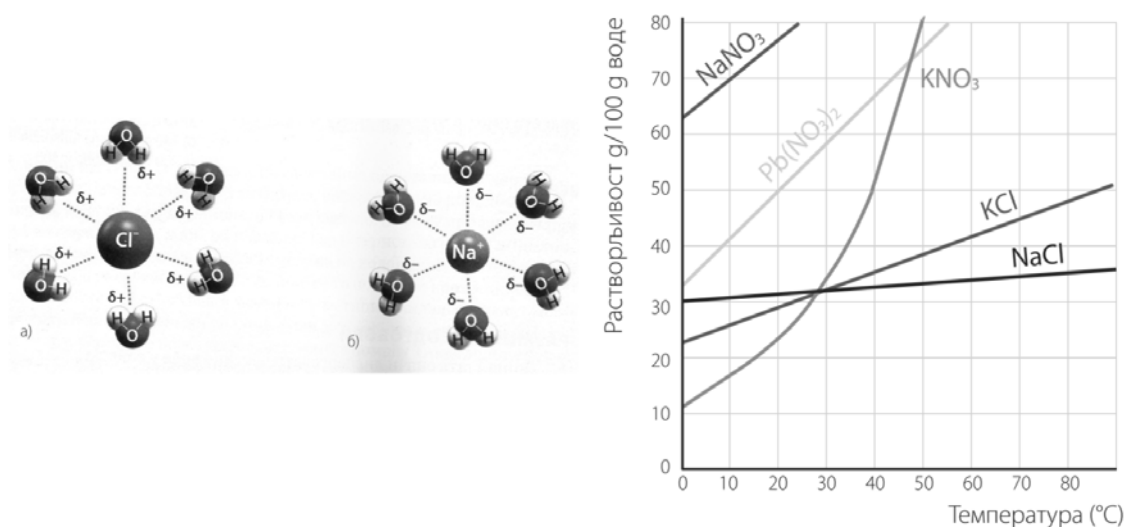 O
H H
δ+
O H
H
δ+
O
H
H
δ+
Cl⁻
δ+
H
H
O
δ+
H
H
O
δ+
H H
O
а)
H H
O
δ−
H
H
O
δ−
H
H
O
δ−
Na⁺
δ−
O
H
H
δ−
O
H
H
δ−
O
H H
б)
Растворљивост g/100 g воде
80
70
60
50
40
30
20
10
0
NaNO₃
Pb(NO₃)₂
KNO₃
KCl
NaCl
0 10 20 30 40 50 60 70 80
Температура (°C)